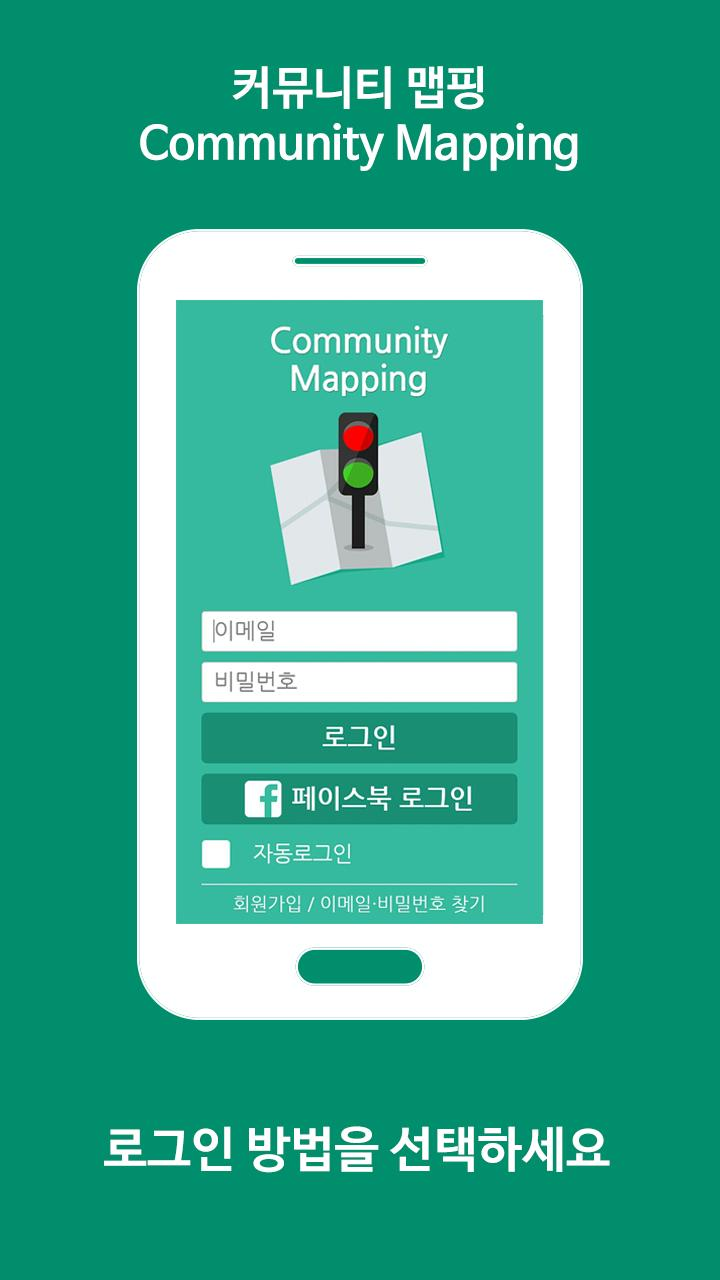 커뮤니티 맵핑
Community Mapping
Community
Mapping
이메일
비밀번호
로그인
페이스북 로그인
자동로그인
회원가입 / 이메일·비밀번호 찾기
로그인 방법을 선택하세요